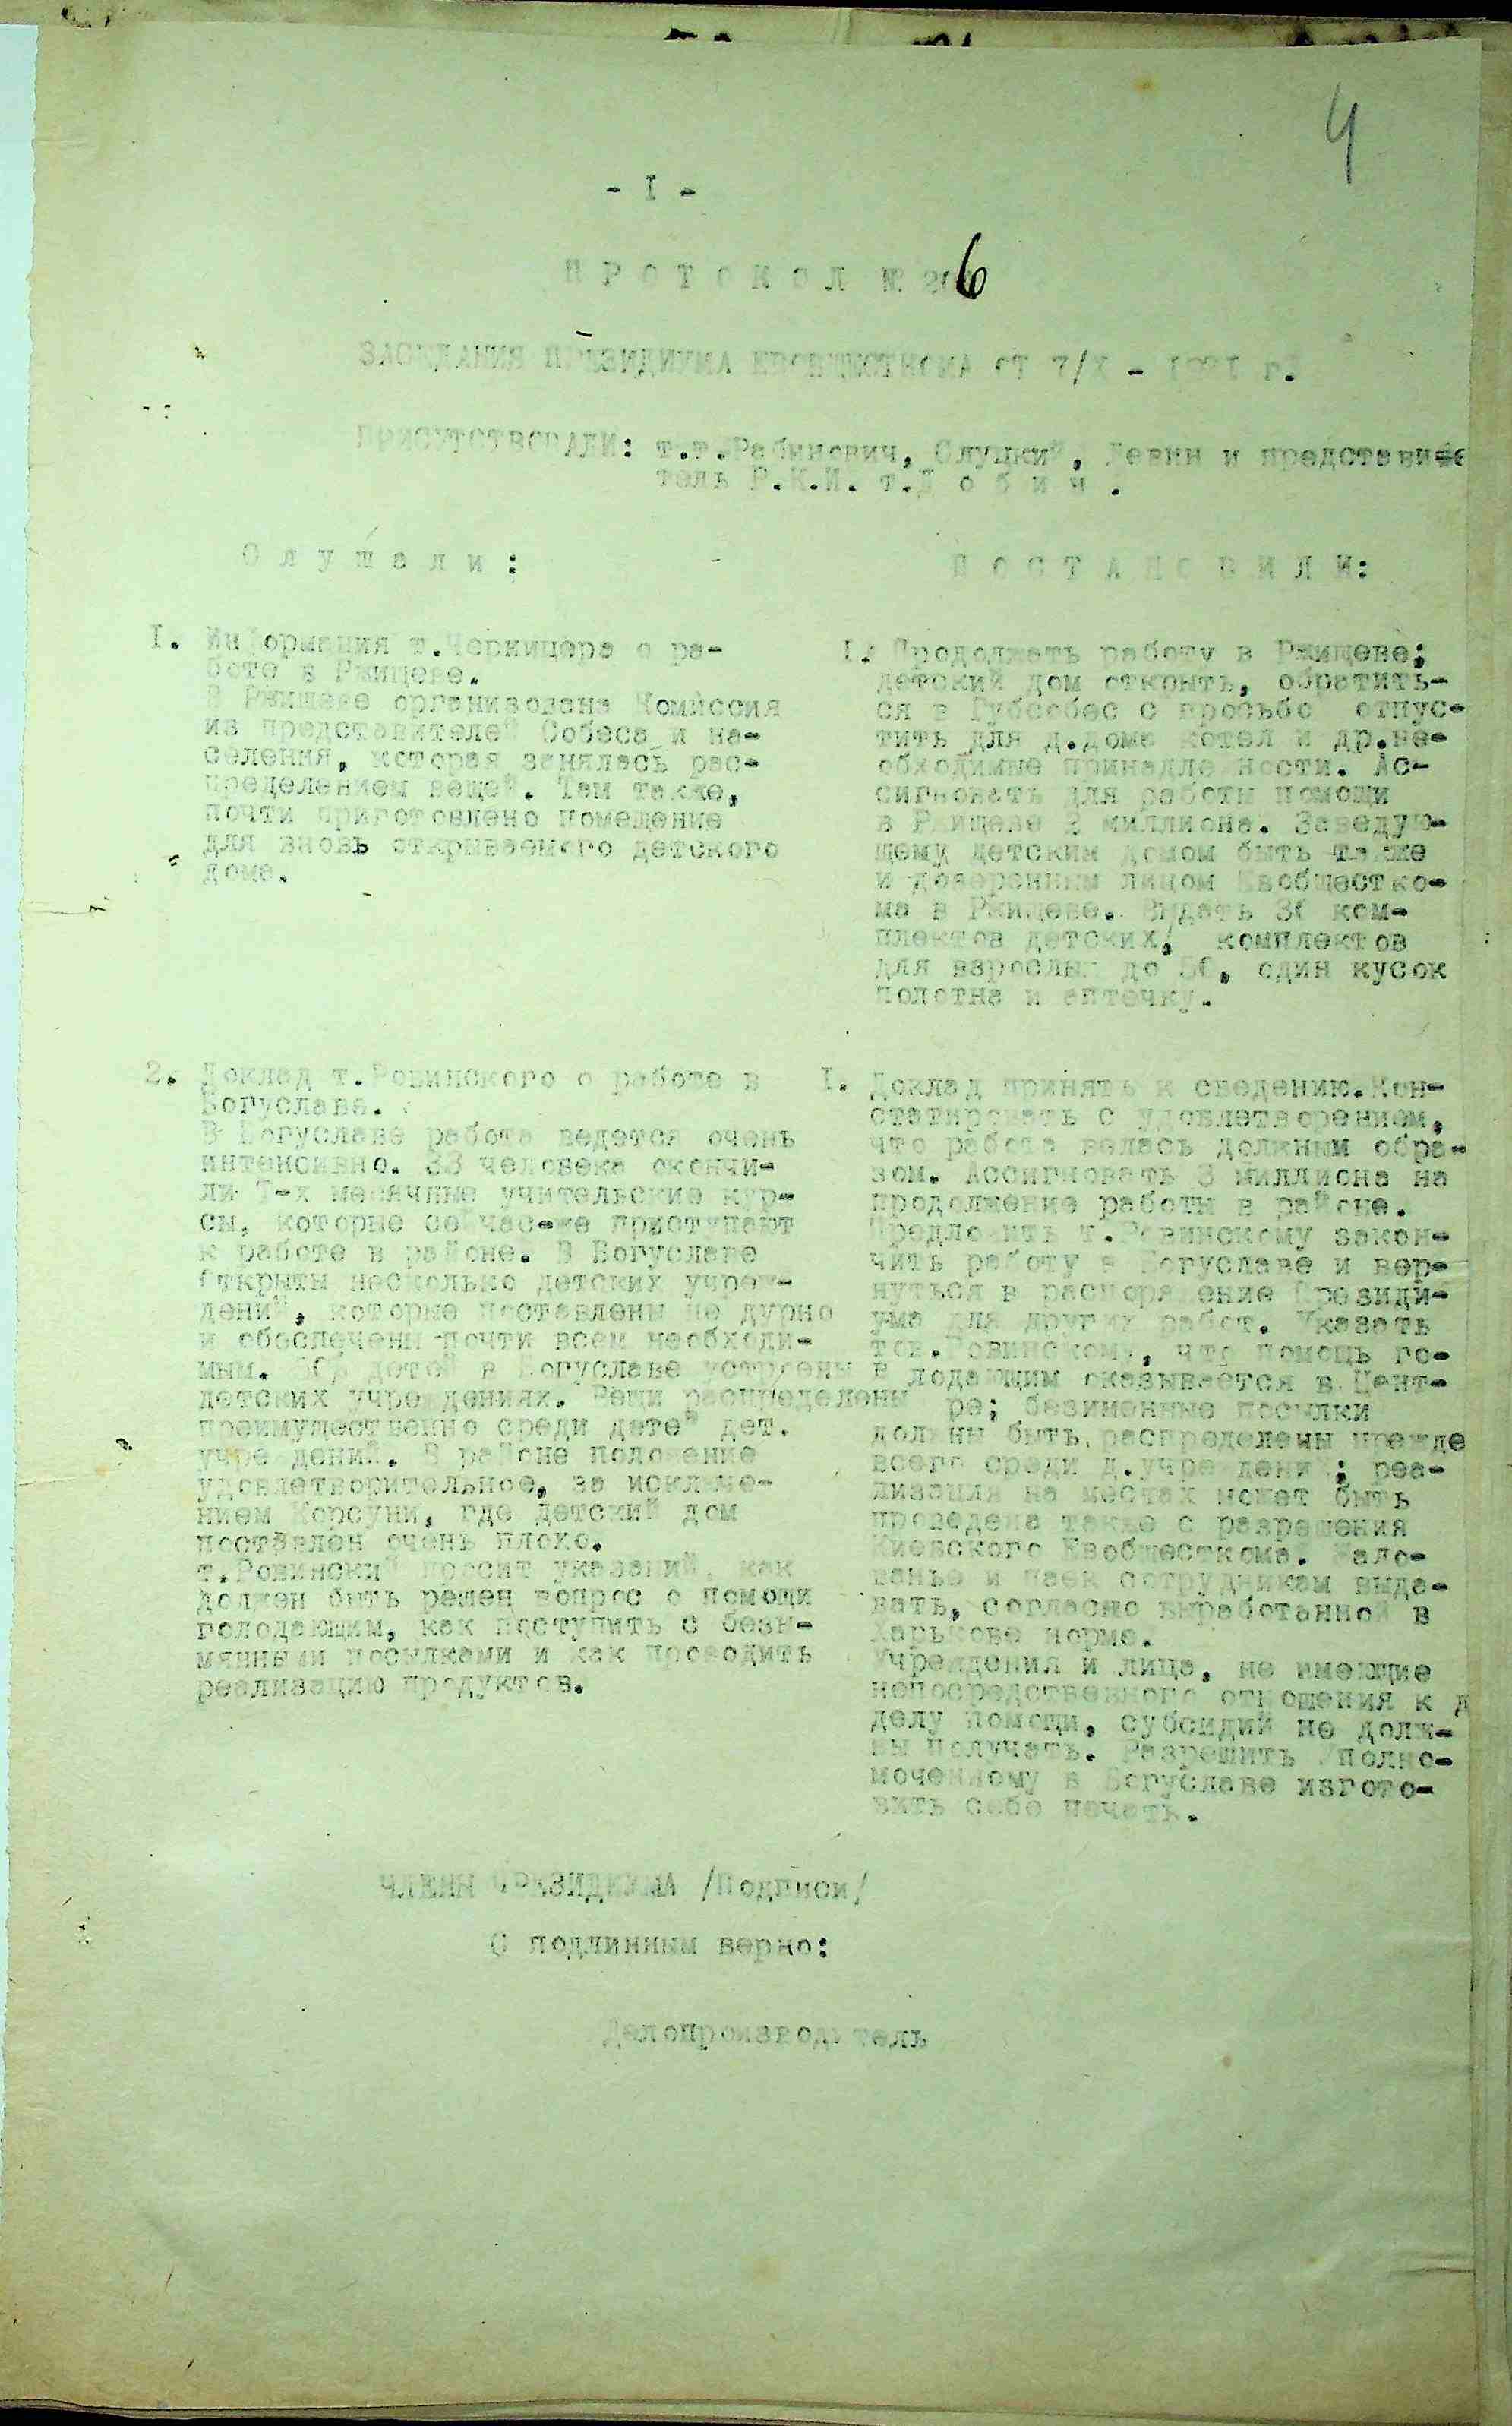 4
- I -
П Р О Т О К О Л № 6
ЗАСЕДАНИЯ ПРЕЗИДИУМА ЕВОБЩЕСТКОМА ОТ 7/X - 1921 г.
ПРИСУТСТВОВАЛИ: т.т.Рабинович, Слуцкий, Левин и представи
тель Р.К.И. т.
С л у ш а л и :
I. Информация т.Черкицера о ра-
боте в Ржищеве.
В Ржищеве организована Комиссия
из представителей Собеса и на-
селения, которая занялась рас-
пределением вещей. Там также,
почти приготовлено помещение
для вновь открываемого детского
дома.
2. Доклад т.Ровинского о работе в
Богуславе.
В Богуславе работа ведется очень
интенсивно. 33 человека окончи-
ли месячные учительские кур-
сы, которые сейчас-же приступают
к работе в районе. В Богуславе
открыты несколько детских учреж-
дений, которые поставлены не дурно
и обеспечены почти всем необходи-
мым. детей в Богуславе устроены в
детских учреждениях. Вещи распределены
преимущественно среди детей дет.
учреждений. В районе положение
удовлетворительное, за исключе-
нием Корсуни, где детский дом
поставлен очень плохо.
т.Ровинский просит указаний, как
должен быть решен вопрос о помощи
голодающим, как поступить с безы-
мянными посылками и как проводить
реализацию продуктов.
П О С Т А Н О В И Л И:
I. Продолжать работу в Ржищеве;
детский дом открыть, обратить-
ся в Губсобес с просьбо отпус-
тить для д.дома котел и др.не-
обходимые принадлежности. Ас-
сигновать для работы помощи
в Ржищеве 2 миллиона. Заведую-
щему детским домом быть также
и доверенным лицом Евобщестко-
ма в Ржищеве. Выдать 30 ком-
плектов детских, комплектов
для взрослых до 50, один кусок
полотна и аптечку.
I. Доклад принять к сведению.Кон-
статировать с удовлетворением,
что работа велась должным обра-
зом. Ассигновать 3 миллиона на
продолжение работы в районе.
Предложить т.Ровинскому закон-
чить работу в Богуславе и вер-
нуться в распоряжение Президи-
ума для других работ. Указать
тов.Ровинскому, что помощь го-
лодающим оказывается в Цент-
ре; безименные посылки
должны быть распределены прежде
всего среди д.учреждений; реа-
лизация на местах может быть
проведена также с разрешения
Киевского Евобщесткома. Жало-
ванье и паек сотрудникам выда-
вать, согласно выработанной в
Харькове норме.
Учреждения и лица, не имеющие
непосредственного отношения к д
делу помощи, субсидий не долж-
ны получать. Разрешить Уполно-
моченному в Богуславе изгото-
вить себе печать.
ЧЛЕНЫ ПРЕЗИДИУМА /Подписи/
С подлинным верно:
Делопроизводитель